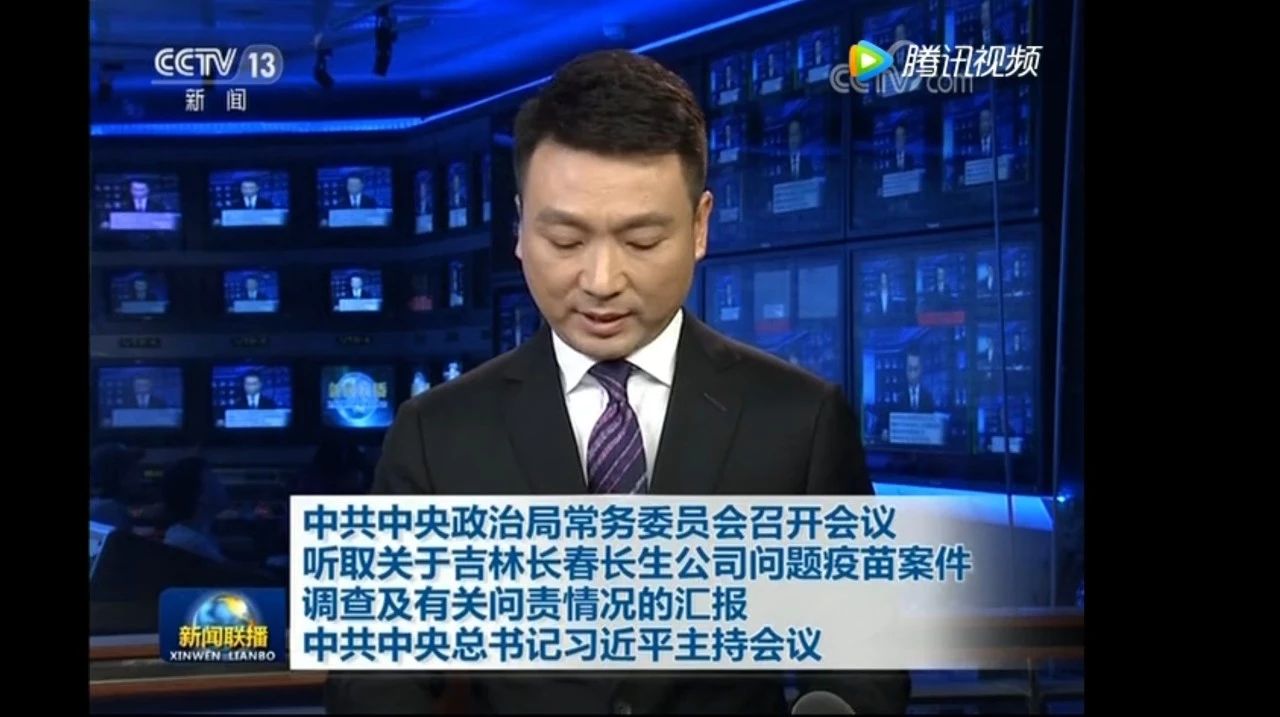 CCTV 13
新闻
腾讯视频
CCTV.com
中共中央政治局常务委员会召开会议
听取关于吉林长春长生公司问题疫苗案件
调查及有关问责情况的汇报
中共中央总书记习近平主持会议
新闻联播
XINWEN LIANBO